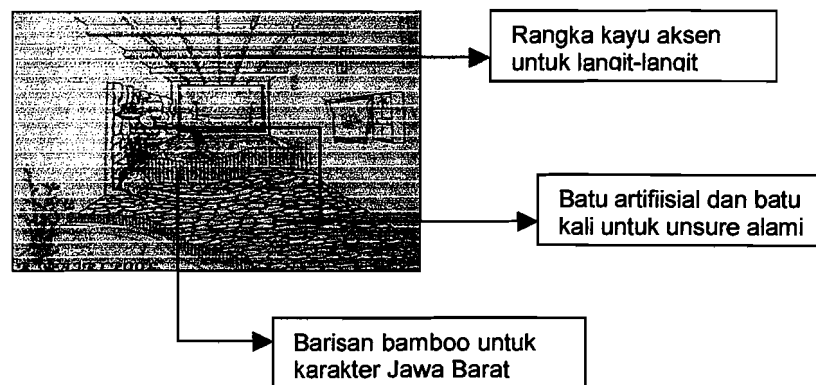 Rangka kayu aksen
untuk langit-langit
Batu artifiisial dan batu
kali untuk unsure alami
Barisan bamboo untuk
karakter Jawa Barat